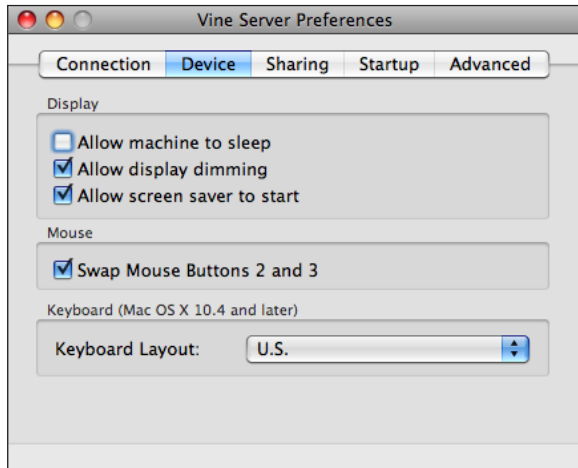 Vine Server Preferences
Connection Device Sharing Startup Advanced
Display
Allow machine to sleep
Allow display dimming
Allow screen saver to start
Mouse
Swap Mouse Buttons 2 and 3
Keyboard (Mac OS X 10.4 and later)
Keyboard Layout: U.S.